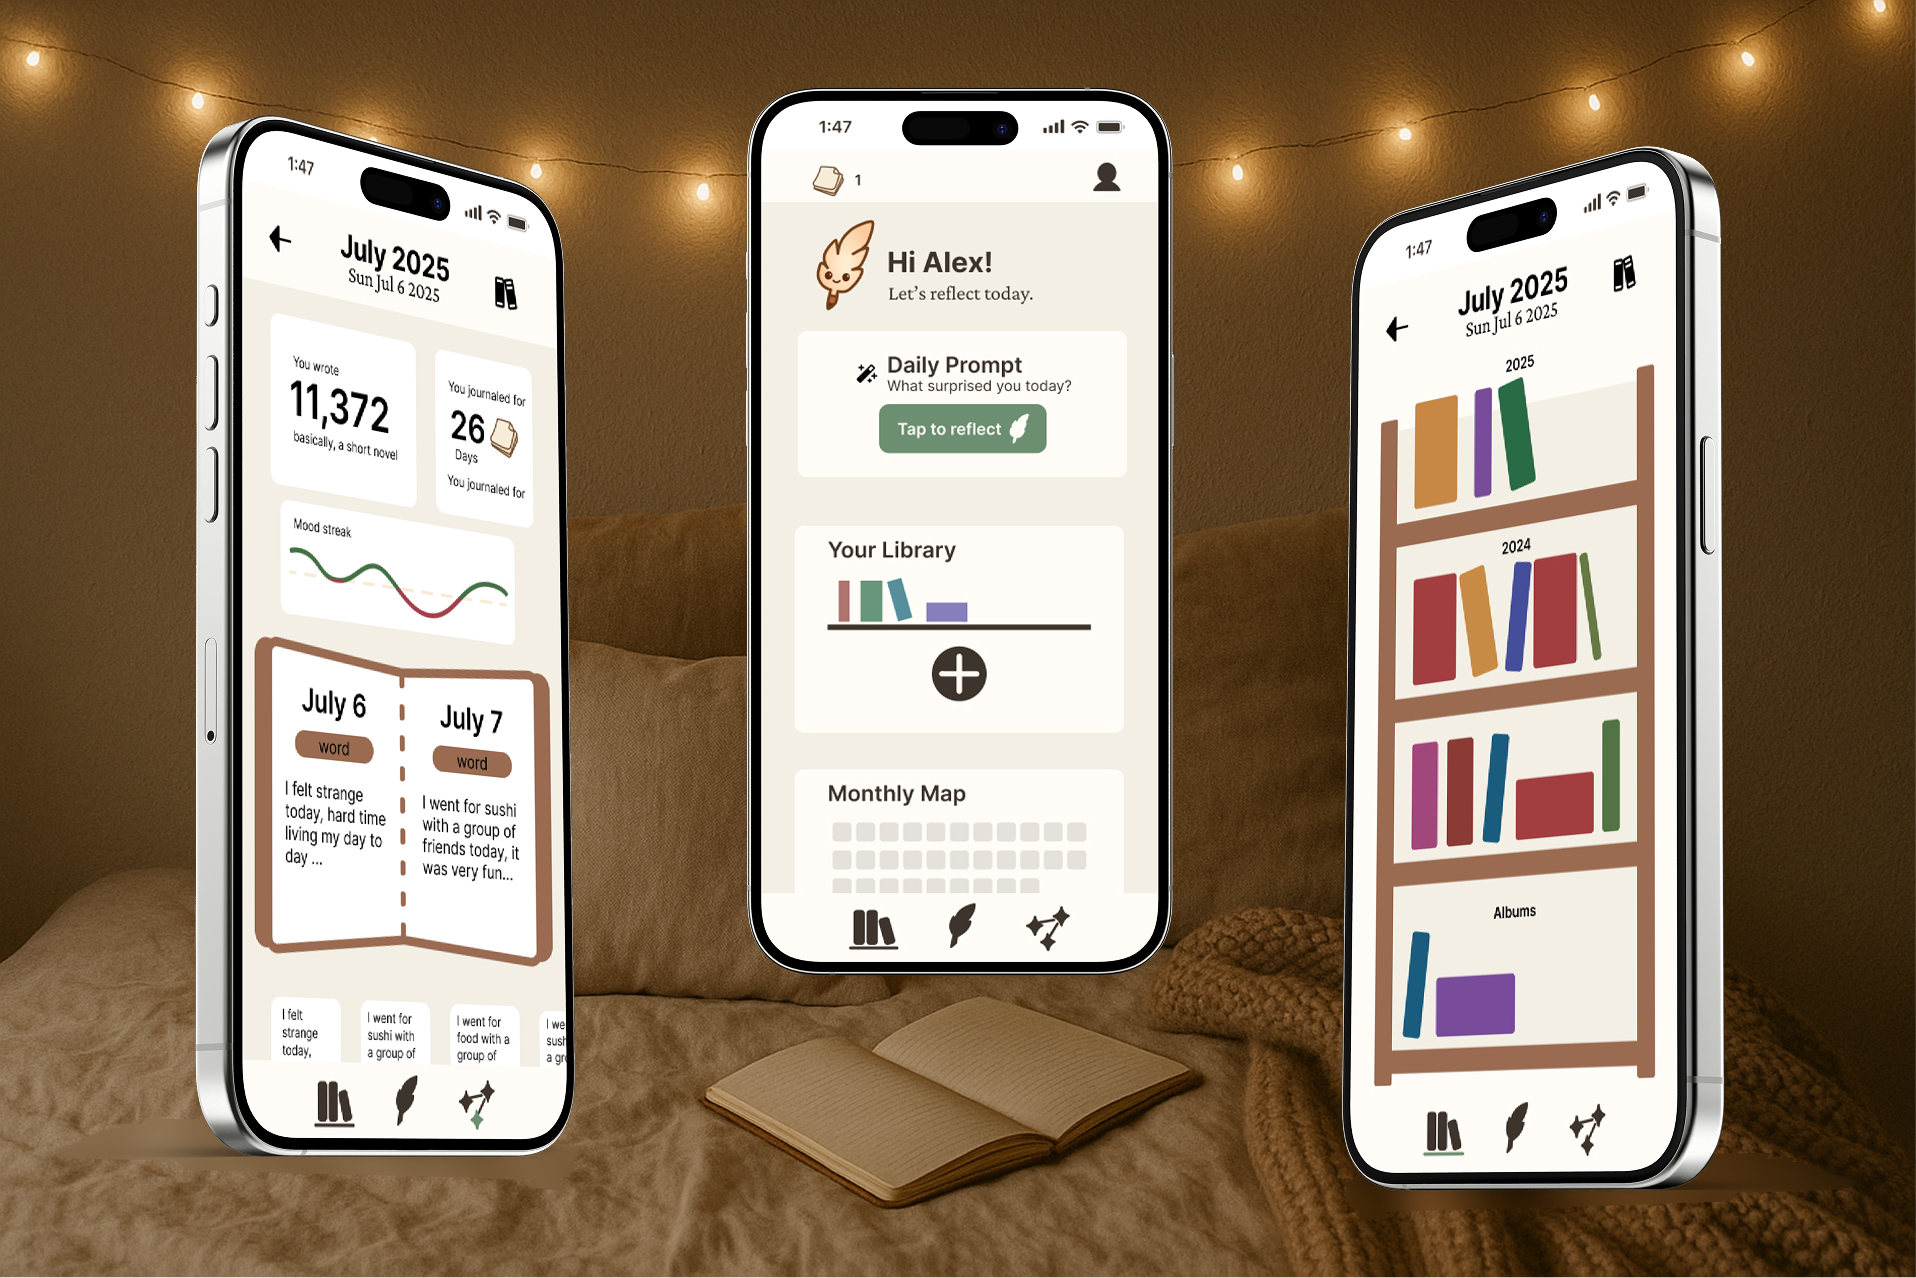 1:47
July 2025
Sun Jul 6 2025
You wrote
11,372
basically, a short novel
You journaled for
26
Days
You journaled for
Mood streak
July 6
word
I felt strange
today, hard time
living my day to
day ...
July 7
word
I went for sushi
with a group of
friends today, it
was very fun...
I felt
strange
today,
I went for
sushi with
a group of
I went for
food with a
group of
I we
sush
a gro
1:47
1
Hi Alex!
Let's reflect today.
Daily Prompt
What surprised you today?
Tap to reflect
Your Library
Monthly Map
1:47
July 2025
Sun Jul 6 2025
2025
2024
Albums